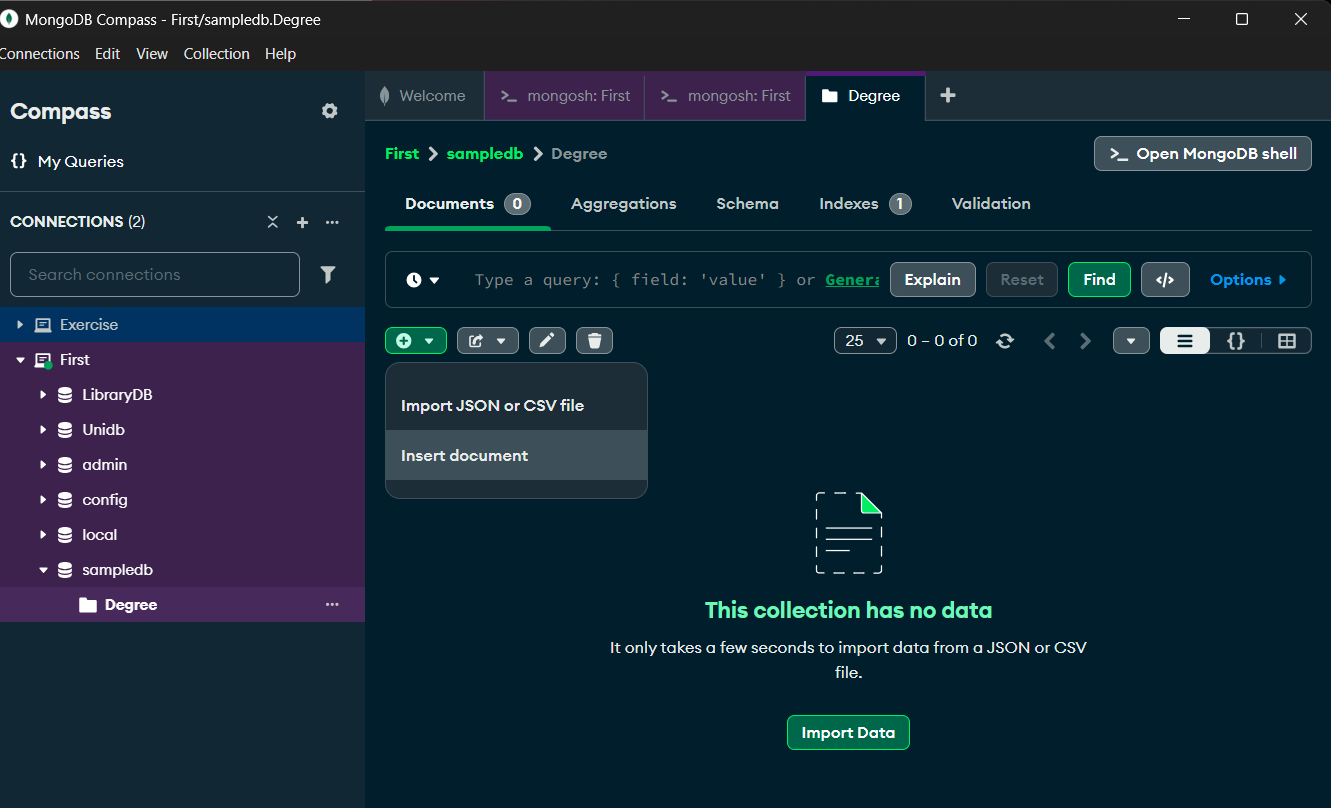 MongoDB Compass - First/sampledb.Degree
Connections Edit View Collection Help
Compass
{} My Queries
CONNECTIONS (2)
Search connections
Exercise
First
LibraryDB
Unidb
admin
config
local
sampledb
Degree
Welcome
>_ mongosh: First
>_ mongosh: First
Degree
First > sampledb > Degree
>_ Open MongoDB shell
Documents 0
Aggregations
Schema
Indexes 1
Validation
Type a query: { field: 'value' } or Genera
Explain
Reset
Find
</>
Options
25
0 – 0 of 0
{}
Import JSON or CSV file
Insert document
This collection has no data
It only takes a few seconds to import data from a JSON or CSV
file.
Import Data